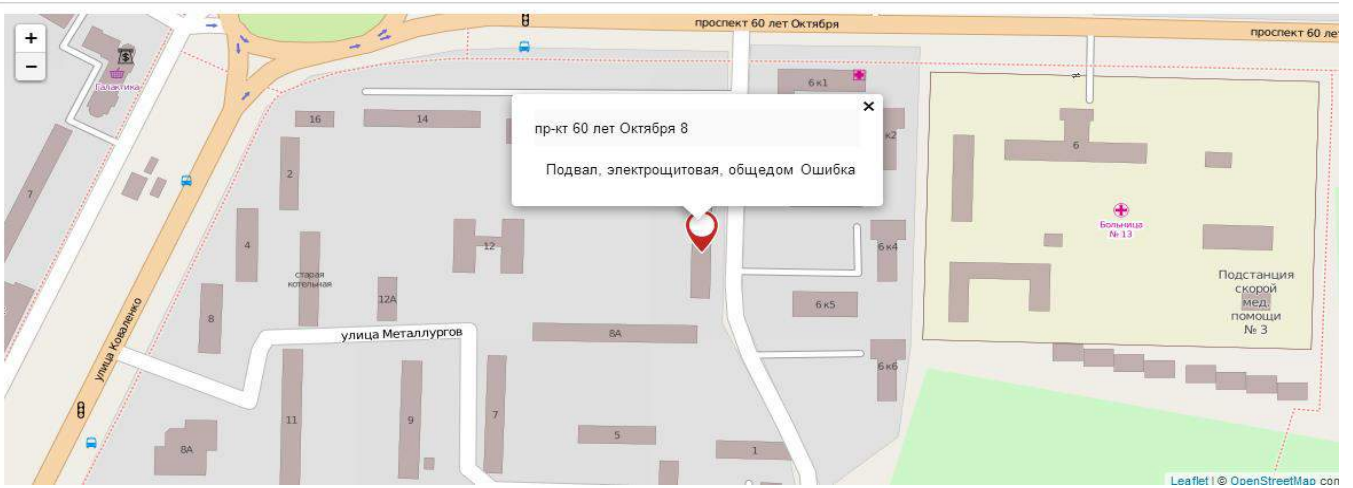 проспект 60 лет Октября
проспект 60 ле
+
−
Галактика
6 к1
16
14
пр-кт 60 лет Октября 8
×
к2
6
2
Подвал, электрощитовая, общедом Ошибка
7
Больница
№ 13
4
12
6 к4
старая
котельная
12А
Подстанция
скорой
мед.
помощи
№ 3
8
6 к5
улица Коваленко
улица Металлургов
8А
6 к6
11
9
7
5
8А
1
Leaflet | © OpenStreetMap con